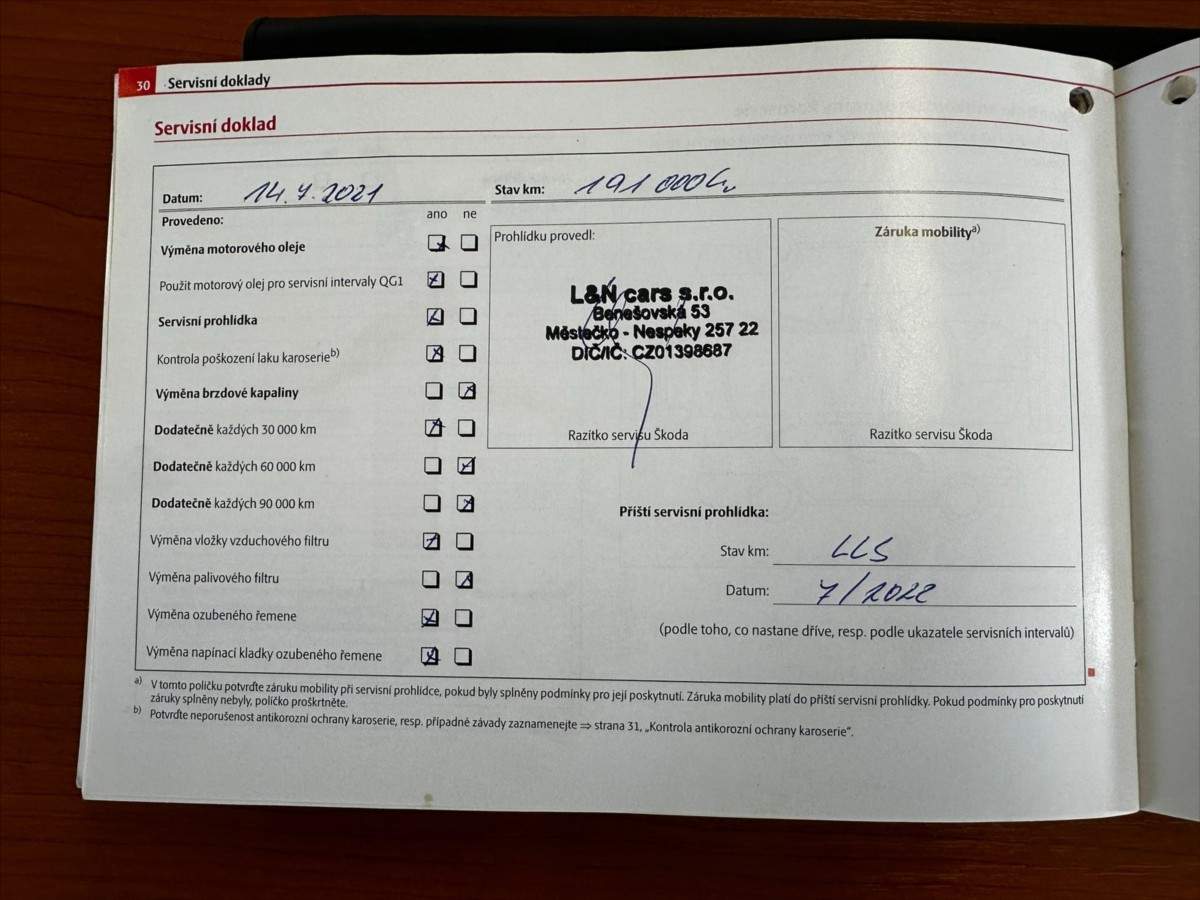 30 Servisní doklady
Servisní doklad
Datum: 14.7.2021 Stav km: 191 000 km
Provedeno: ano ne
Výměna motorového oleje
Použit motorový olej pro servisní intervaly QG1
Servisní prohlídka
Kontrola poškození laku karoserie b)
Výměna brzdové kapaliny
Dodatečně každých 30 000 km
Dodatečně každých 60 000 km
Dodatečně každých 90 000 km
Výměna vložky vzduchového filtru
Výměna palivového filtru
Výměna ozubeného řemene
Výměna napínací kladky ozubeného řemene
Prohlídku provedl:
L&N cars s.r.o.
Benešovská 53
Městečko - Nespeky 257 22
DIČ/IČ: CZ01398687
Razítko servisu Škoda
Záruka mobility a)
Razítko servisu Škoda
Příští servisní prohlídka:
Stav km: LLS
Datum: 7/2022
(podle toho, co nastane dříve, resp. podle ukazatele servisních intervalů)
a) V tomto políčku potvrďte záruku mobility při servisní prohlídce, pokud byly splněny podmínky pro její poskytnutí. Záruka mobility platí do příští servisní prohlídky. Pokud podmínky pro poskytnutí
záruky splněny nebyly, políčko proškrtněte.
b) Potvrďte neporušenost antikorozní ochrany karoserie, resp. případné závady zaznamenejte ⇒ strana 31, „Kontrola antikorozní ochrany karoserie“.